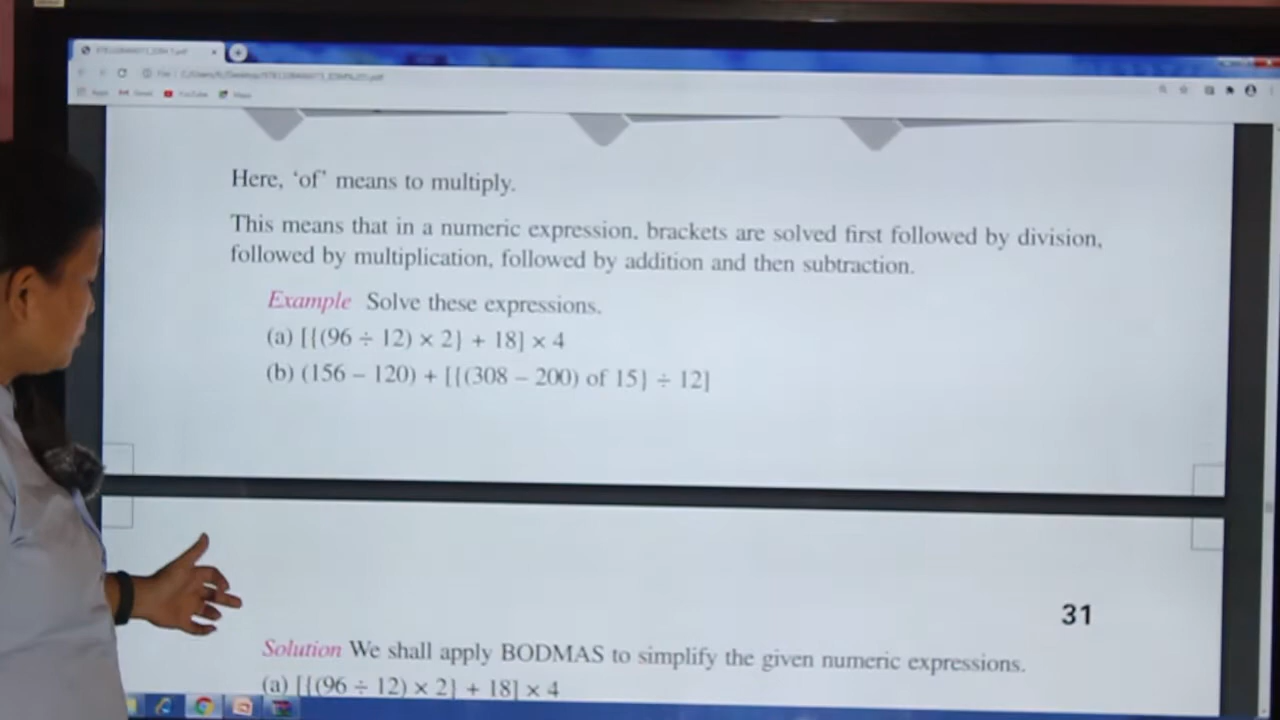 YouTube
Here, ‘of’ means to multiply.
This means that in a numeric expression, brackets are solved first followed by division,
followed by multiplication, followed by addition and then subtraction.
Example Solve these expressions.
(a) [{(96 ÷ 12) × 2} + 18] × 4
(b) (156 – 120) + [{(308 – 200) of 15} ÷ 12]
31
Solution We shall apply BODMAS to simplify the given numeric expressions.
(a) [{(96 ÷ 12) × 2} + 18] × 4